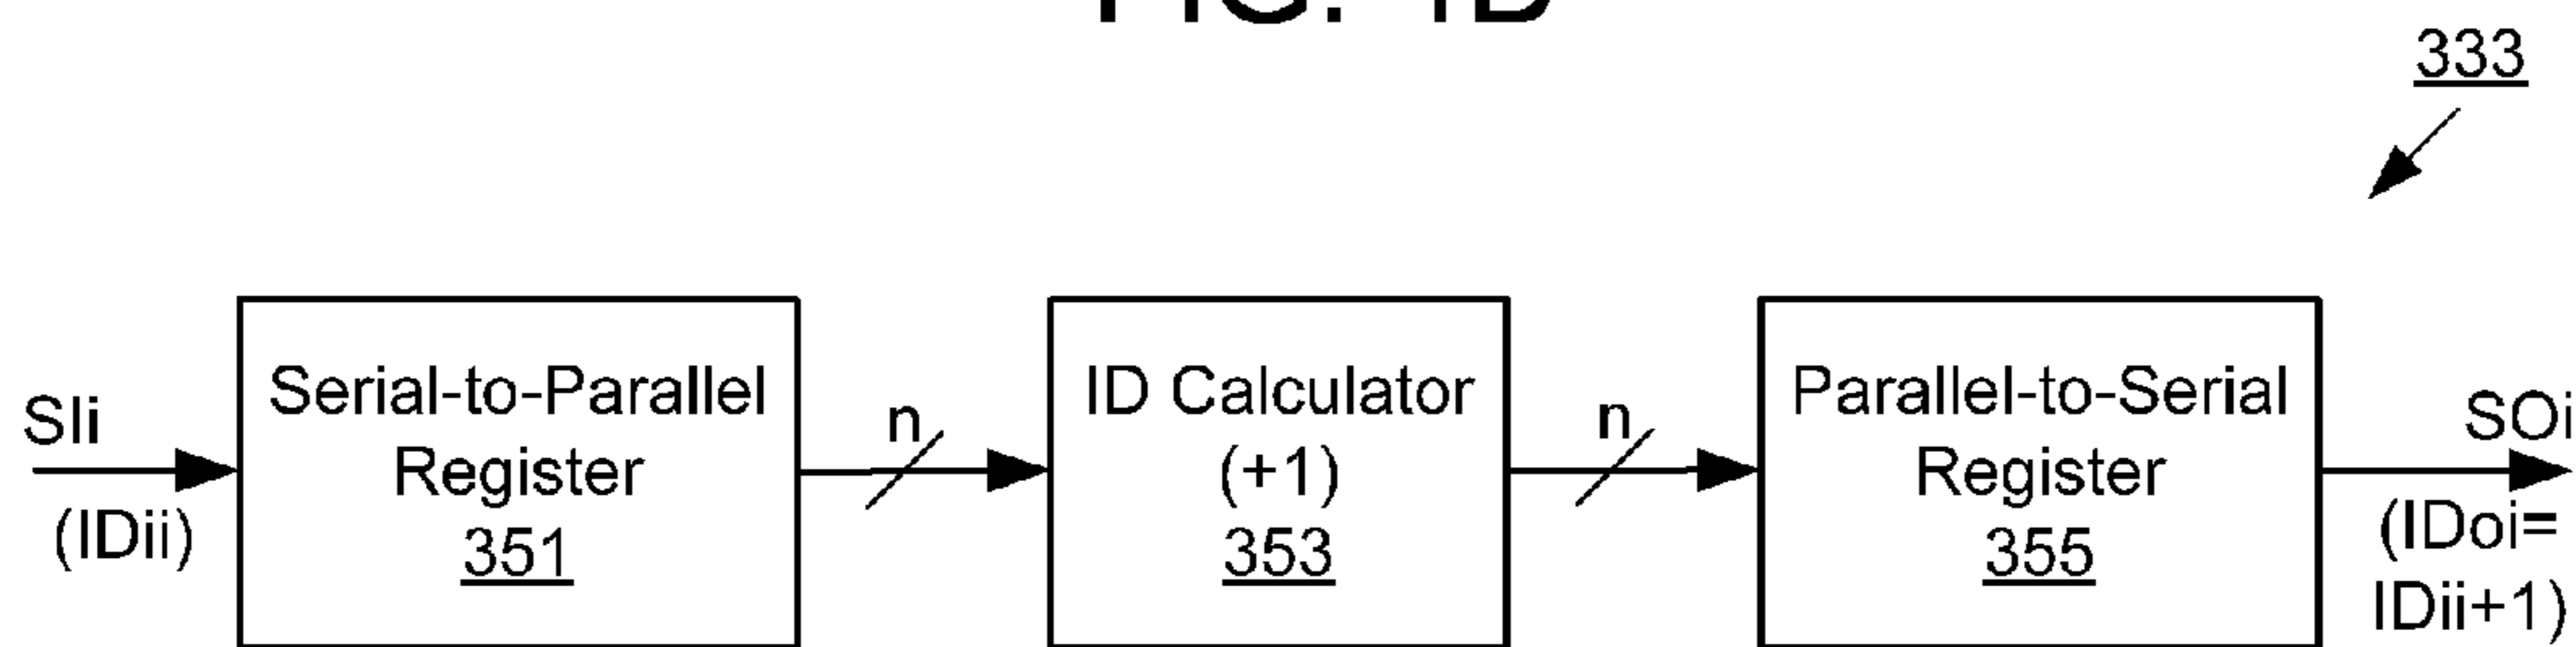 333
SIi
(IDii)
Serial-to-Parallel
Register
351
n
ID Calculator
(+1)
353
n
Parallel-to-Serial
Register
355
SOi
(IDoi=
IDii+1)